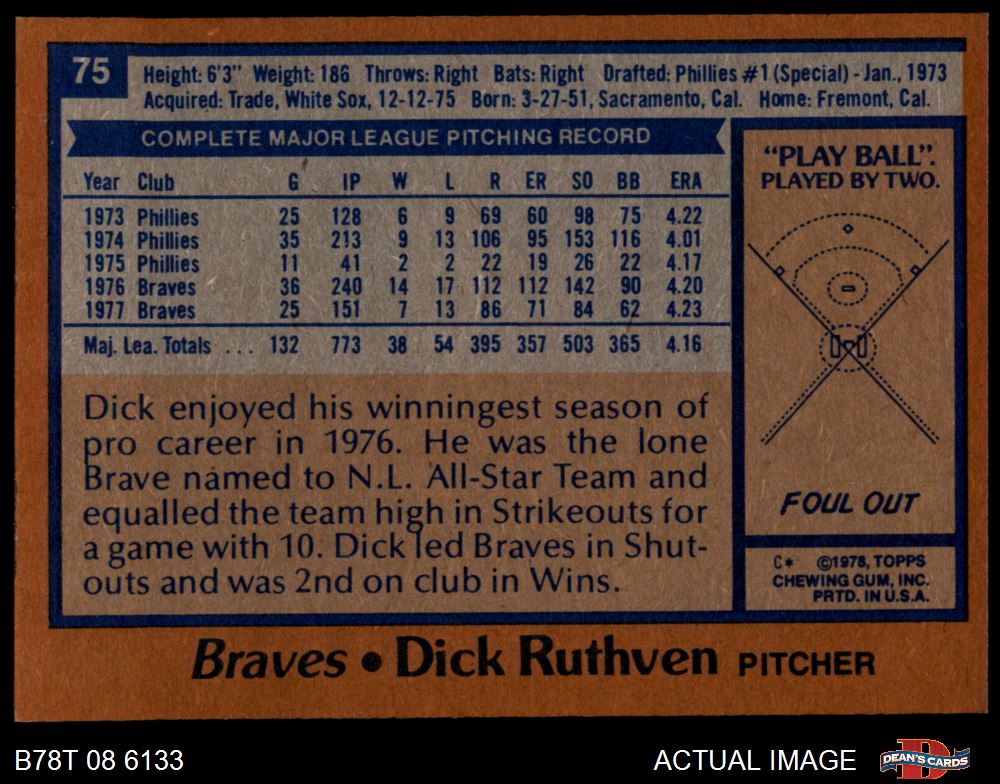 75
Height: 6'3" Weight: 186 Throws: Right Bats: Right Drafted: Phillies #1 (Special) - Jan., 1973
Acquired: Trade, White Sox, 12-12-75 Born: 3-27-51, Sacramento, Cal. Home: Fremont, Cal.
COMPLETE MAJOR LEAGUE PITCHING RECORD
Year Club G IP W L R ER SO BB ERA
1973 Phillies 25 128 6 9 69 60 98 75 4.22
1974 Phillies 35 213 9 13 106 95 153 116 4.01
1975 Phillies 11 41 2 2 22 19 26 22 4.17
1976 Braves 36 240 14 17 112 112 142 90 4.20
1977 Braves 25 151 7 13 86 71 84 62 4.23
Maj. Lea. Totals ... 132 773 38 54 395 357 503 365 4.16
Dick enjoyed his winningest season of
pro career in 1976. He was the lone
Brave named to N.L. All-Star Team and
equalled the team high in Strikeouts for
a game with 10. Dick led Braves in Shut-
outs and was 2nd on club in Wins.
"PLAY BALL".
PLAYED BY TWO.
FOUL OUT
C* ©1978, TOPPS
CHEWING GUM, INC.
PRTD. IN U.S.A.
Braves • Dick Ruthven PITCHER
B78T 08 6133
ACTUAL IMAGE
D
DEAN'S CARDS